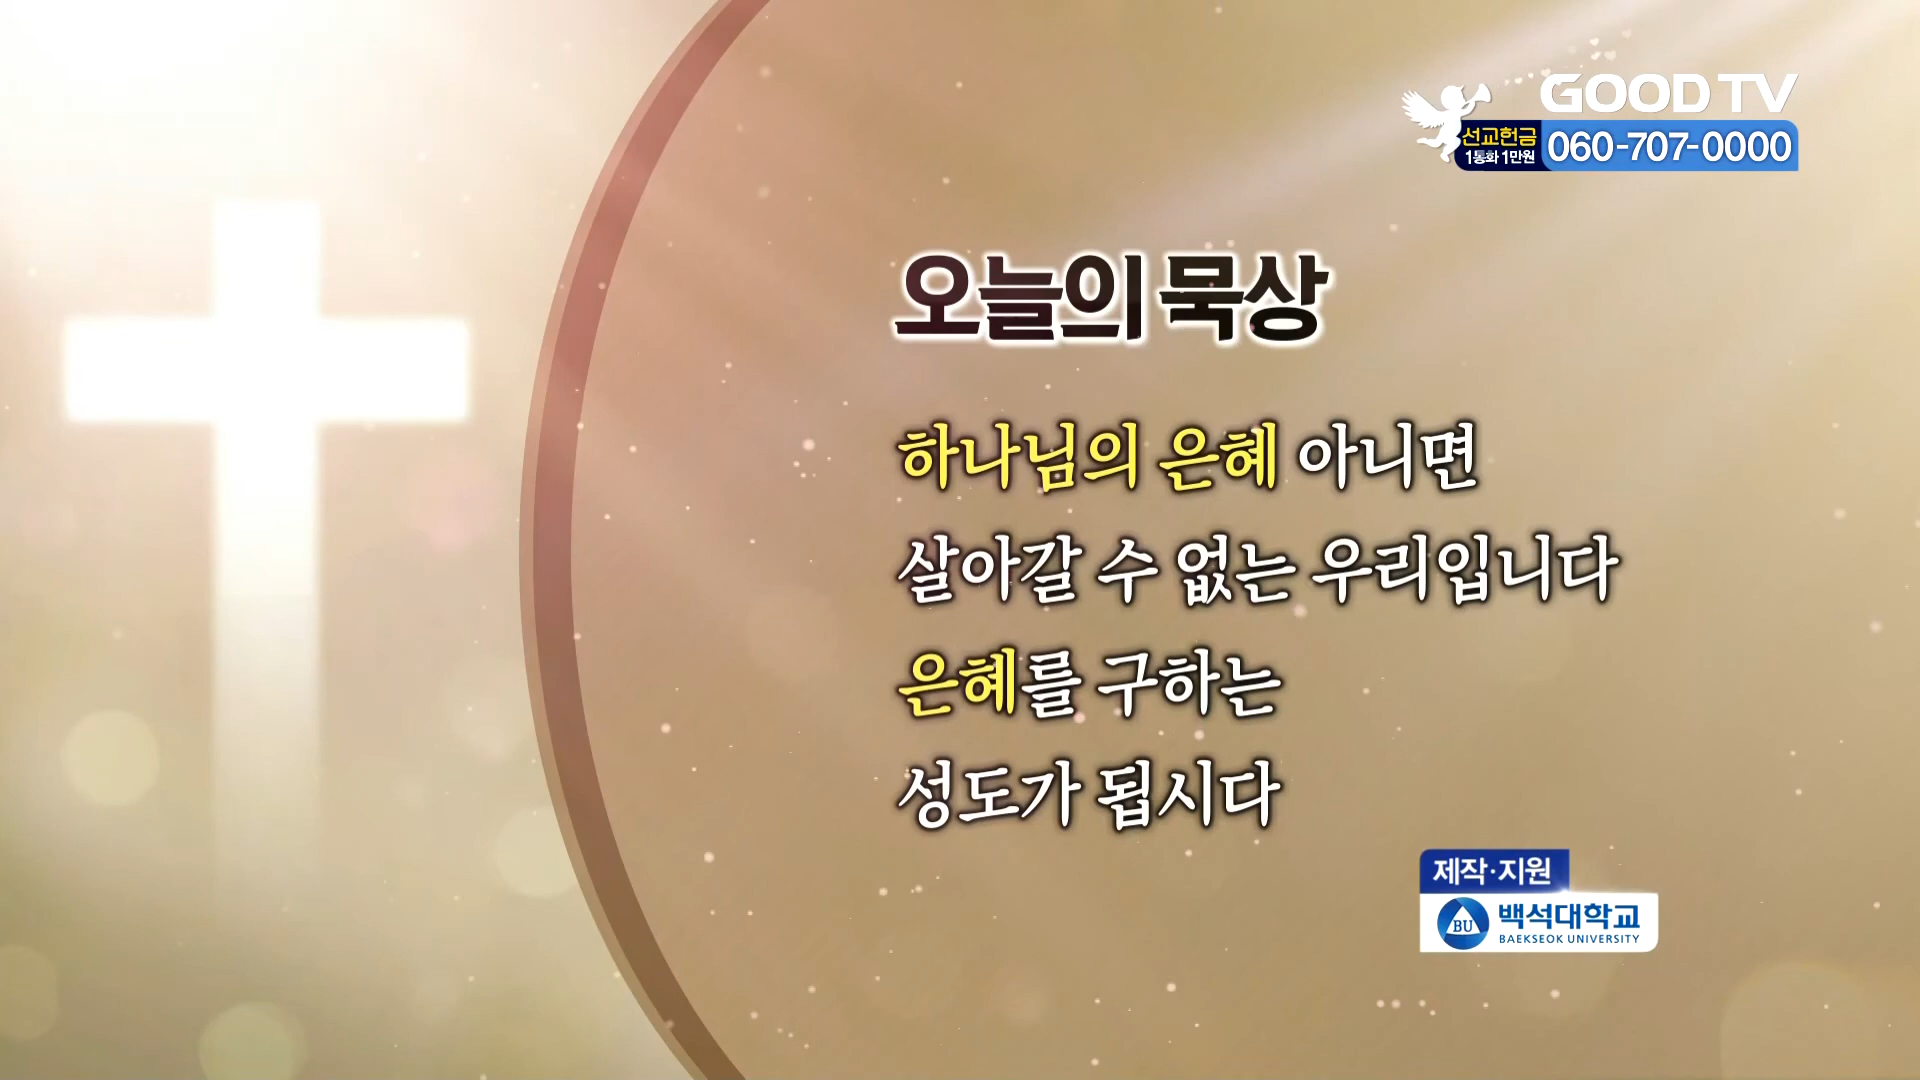 GOOD TV
선교헌금
1통화 1만원
060-707-0000
오늘의 묵상
하나님의 은혜 아니면
살아갈 수 없는 우리입니다
은혜를 구하는
성도가 됩시다
제작·지원
BU
백석대학교
BAEKSEOK UNIVERSITY